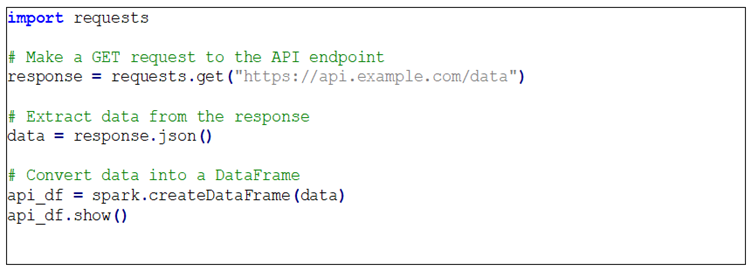 import requests
# Make a GET request to the API endpoint
response = requests.get("https://api.example.com/data")
# Extract data from the response
data = response.json()
# Convert data into a DataFrame
api_df = spark.createDataFrame(data)
api_df.show()